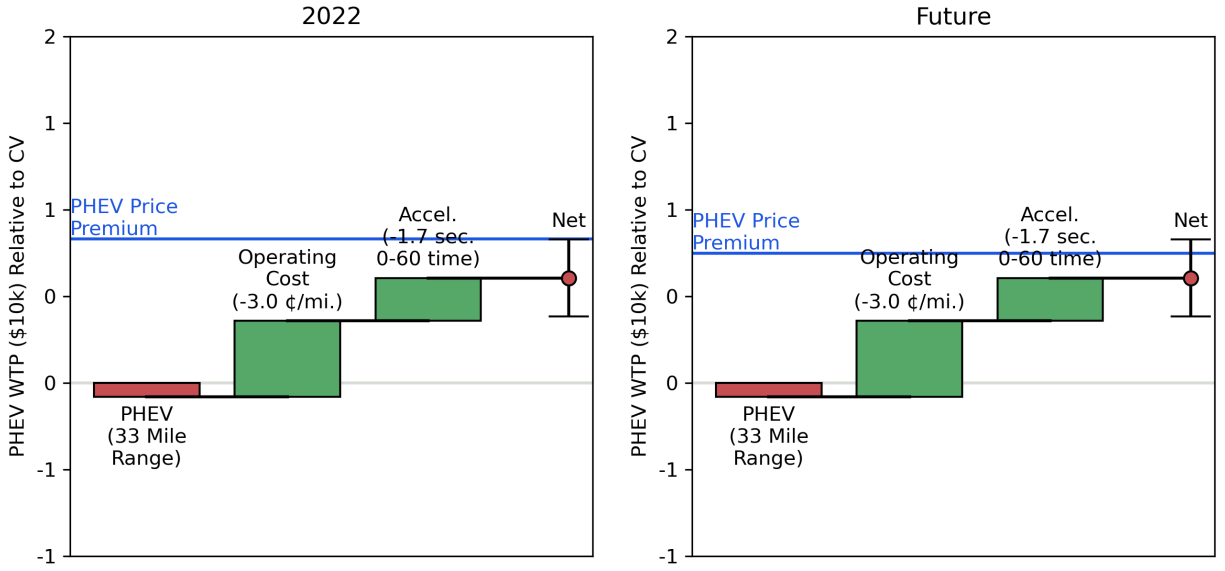 2022
PHEV WTP ($10k) Relative to CV
2
1
1
0
0
-1
-1
PHEV Price
Premium
Accel.
(-1.7 sec.
0-60 time)
Net
Operating
Cost
(-3.0 ¢/mi.)
PHEV
(33 Mile
Range)
Future
PHEV WTP ($10k) Relative to CV
2
1
1
0
0
-1
-1
PHEV Price
Premium
Accel.
(-1.7 sec.
0-60 time)
Net
Operating
Cost
(-3.0 ¢/mi.)
PHEV
(33 Mile
Range)